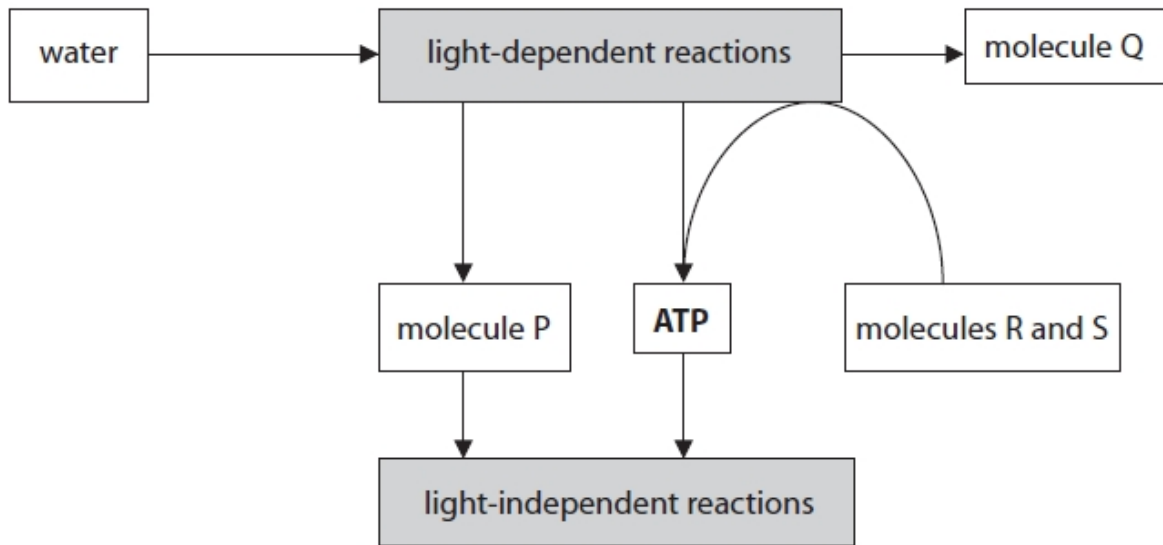 water
light-dependent reactions
molecule Q
molecule P
ATP
molecules R and S
light-independent reactions